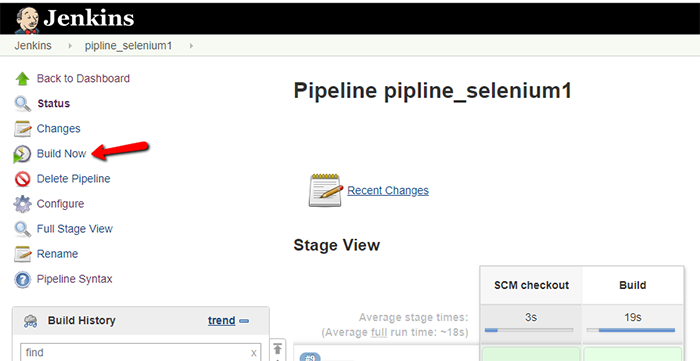 Jenkins
Jenkins pipline_selenium1
Back to Dashboard
Status
Changes
Build Now
Delete Pipeline
Configure
Full Stage View
Rename
Pipeline Syntax
Build History trend
find x
Pipeline pipline_selenium1
Recent Changes
Stage View
SCM checkout Build
Average stage times: 3s 19s
(Average full run time: ~18s)
#9